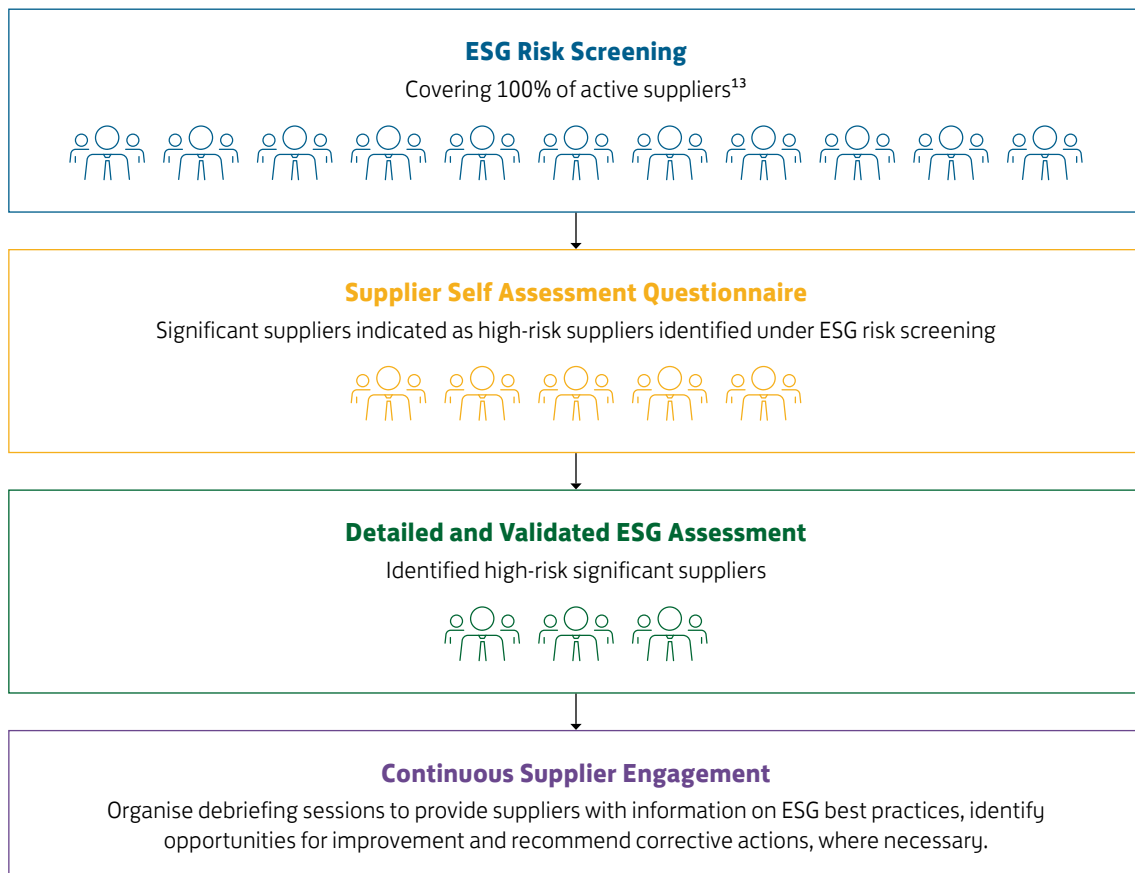 ESG Risk Screening
Covering 100% of active suppliers¹³
Supplier Self Assessment Questionnaire
Significant suppliers indicated as high-risk suppliers identified under ESG risk screening
Detailed and Validated ESG Assessment
Identified high-risk significant suppliers
Continuous Supplier Engagement
Organise debriefing sessions to provide suppliers with information on ESG best practices, identify
opportunities for improvement and recommend corrective actions, where necessary.